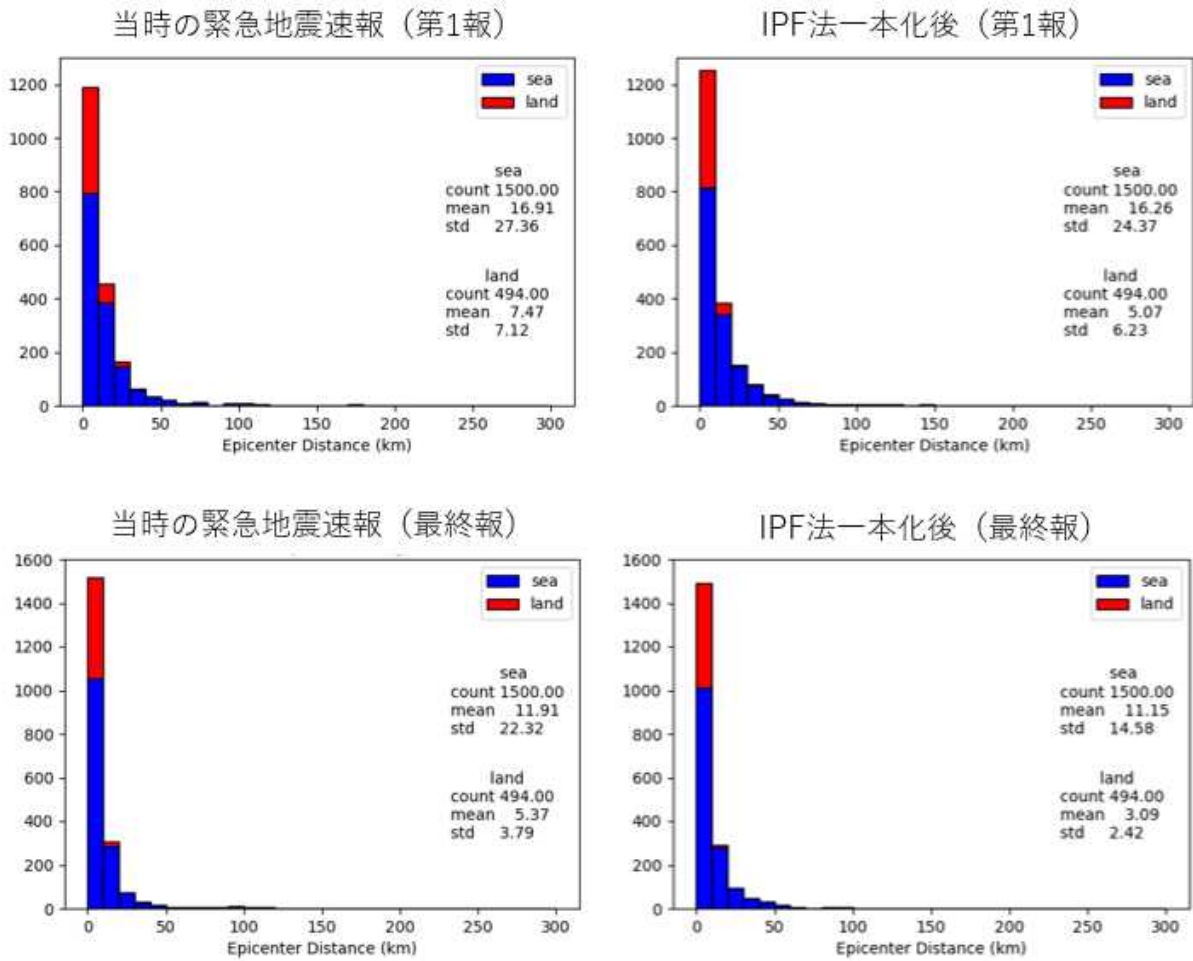 当時の緊急地震速報（第1報）
1200
1000
800
600
400
200
0
sea
land
sea
count 1500.00
mean 16.91
std 27.36
land
count 494.00
mean 7.47
std 7.12
0 50 100 150 200 250 300
Epicenter Distance (km)
IPF法一本化後（第1報）
1200
1000
800
600
400
200
0
sea
land
sea
count 1500.00
mean 16.26
std 24.37
land
count 494.00
mean 5.07
std 6.23
0 50 100 150 200 250 300
Epicenter Distance (km)
当時の緊急地震速報（最終報）
1600
1400
1200
1000
800
600
400
200
0
sea
land
sea
count 1500.00
mean 11.91
std 22.32
land
count 494.00
mean 5.37
std 3.79
0 50 100 150 200 250 300
Epicenter Distance (km)
IPF法一本化後（最終報）
1600
1400
1200
1000
800
600
400
200
0
sea
land
sea
count 1500.00
mean 11.15
std 14.58
land
count 494.00
mean 3.09
std 2.42
0 50 100 150 200 250 300
Epicenter Distance (km)